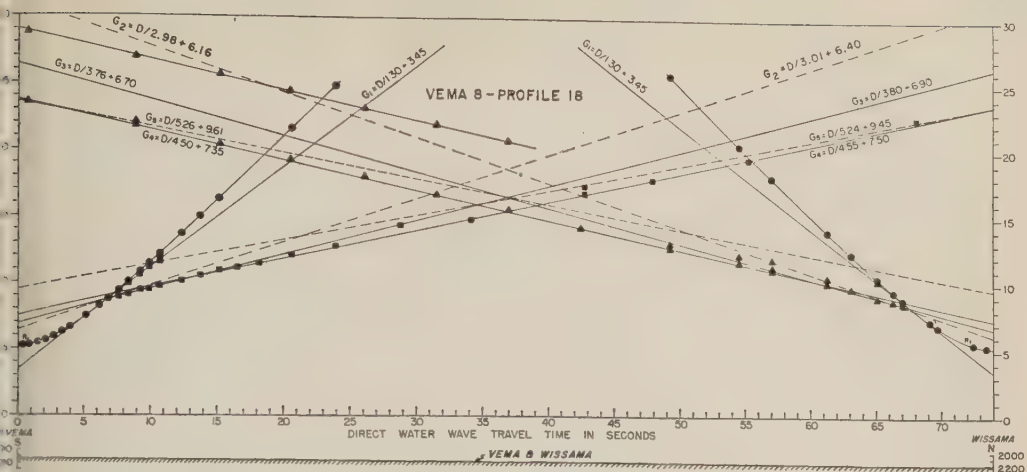 G₂=D/2.98+6.16
G₁=D/1.30+3.45
G₁=D/1.30+3.45
G₂=D/3.01+6.40
30
G₃=D/3.76+6.70
VEMA 8-PROFILE 18
G₃=D/3.80+6.90
25
G₅=D/5.26+9.61
G₄=D/4.50+7.35
G₅=D/5.24+9.45
G₄=D/4.55+7.50
20
15
10
5
R₁
0
0 5 10 15 20 25 30 35 40 45 50 55 60 65 70
VEMA
DIRECT WATER WAVE TRAVEL TIME IN SECONDS
WISSAMA
S
N
VEMA & WISSAMA
2000
2200